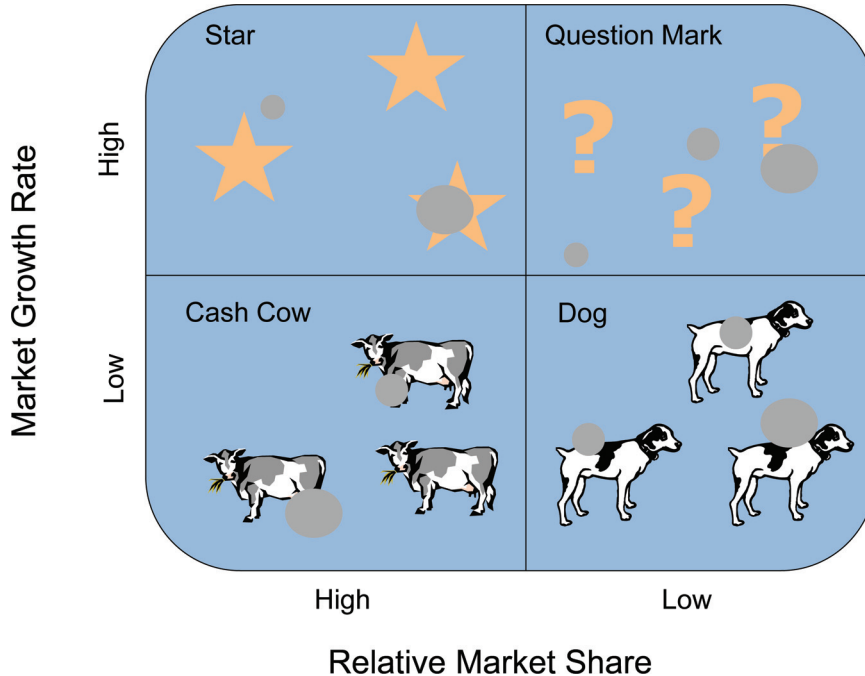 Star
Question Mark
Market Growth Rate
High
Cash Cow
Dog
Low
High
Low
Relative Market Share